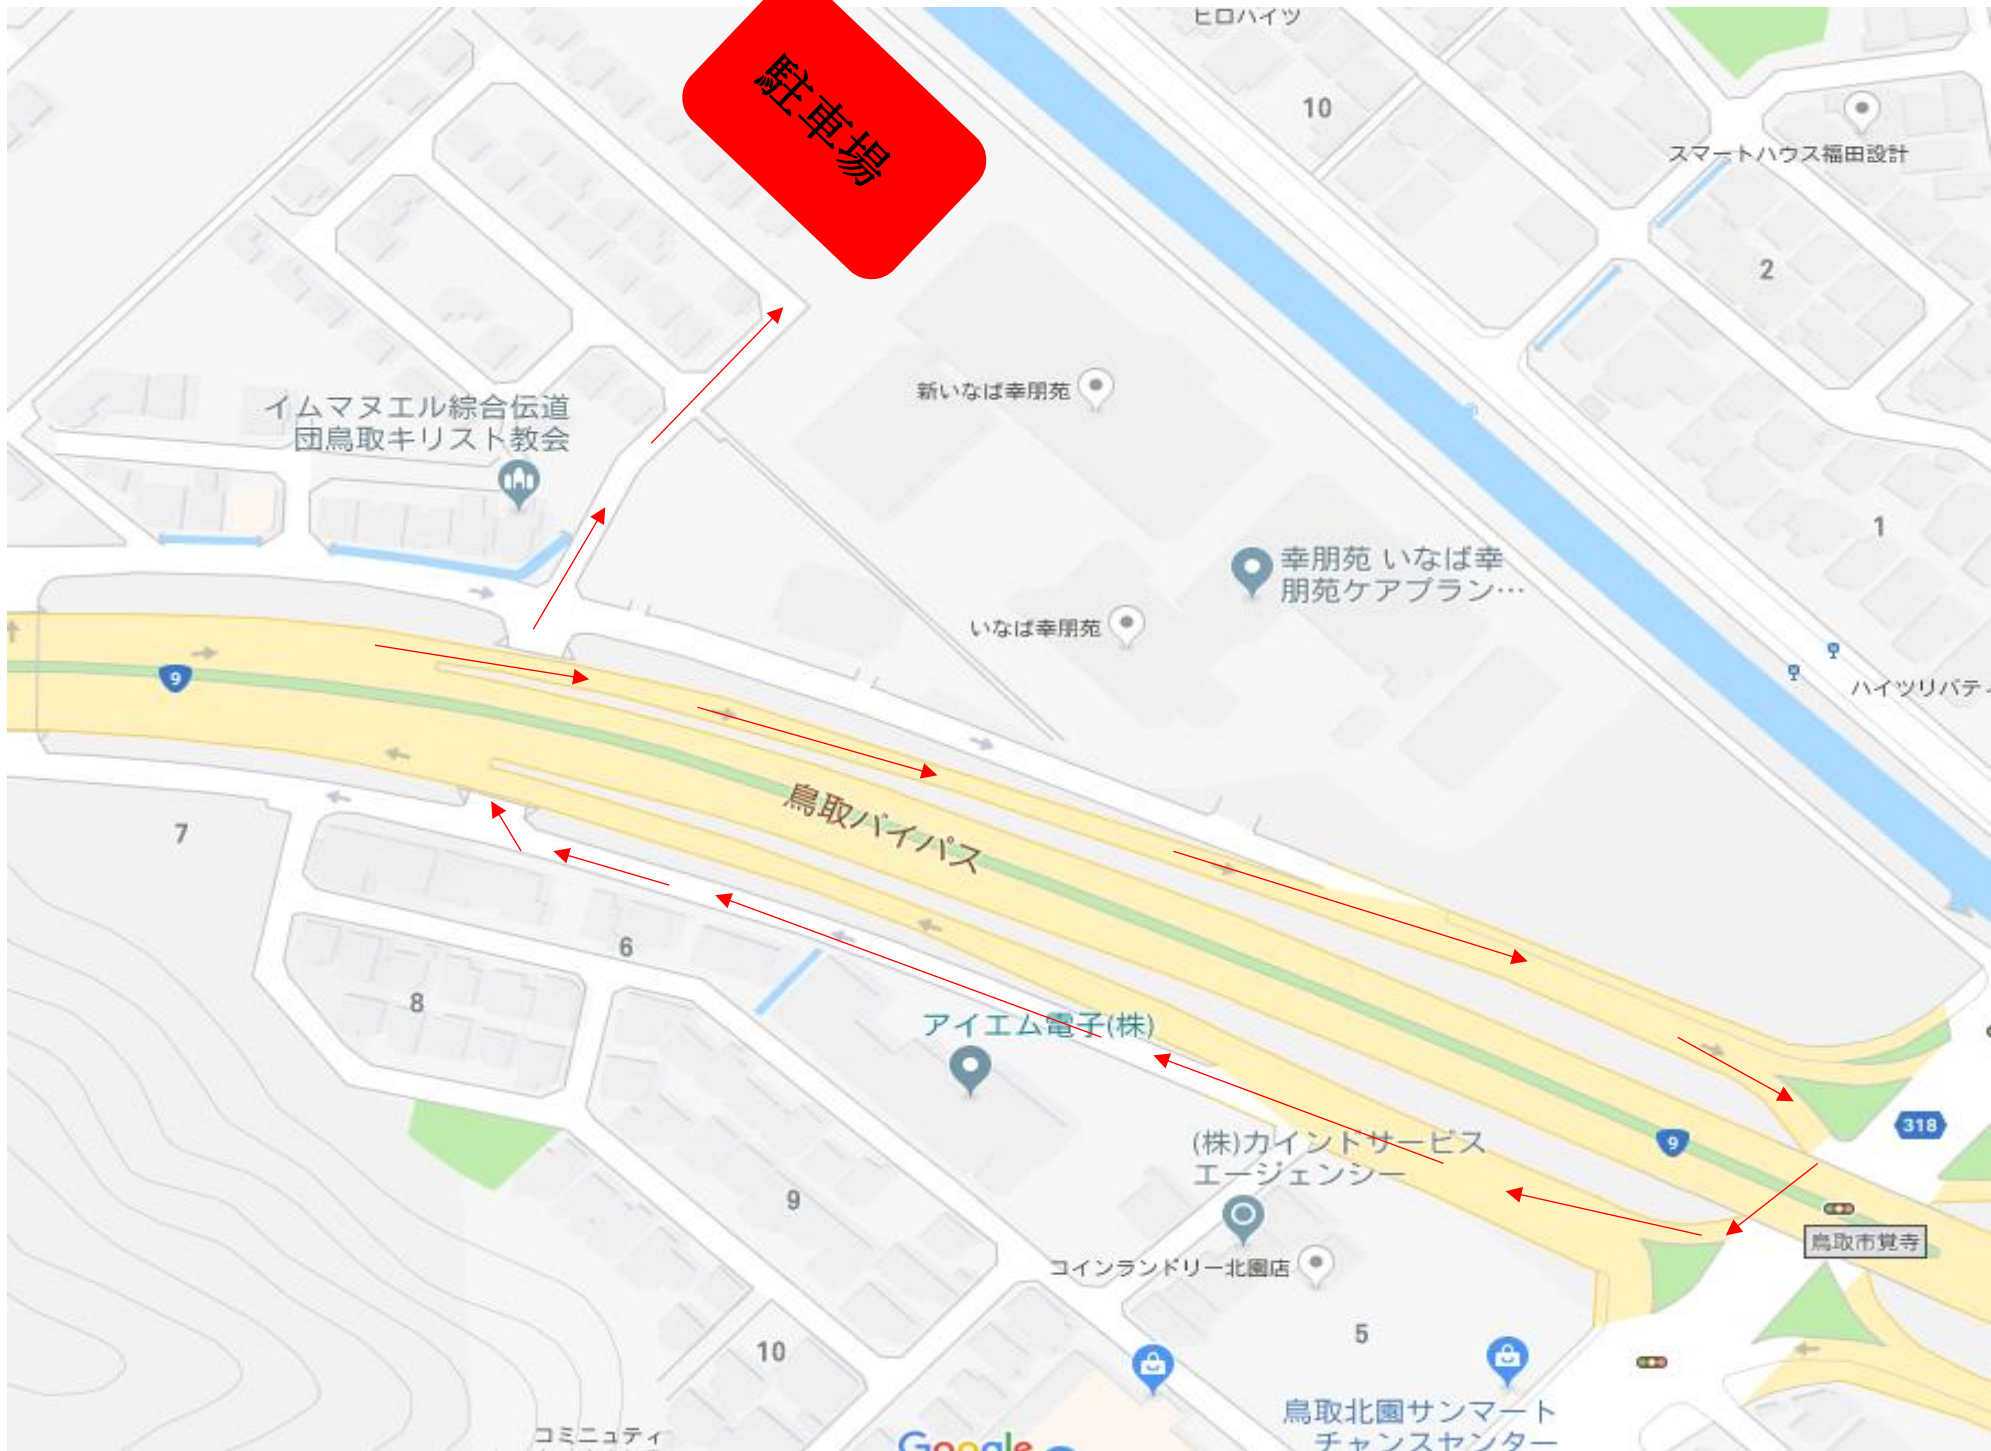 ヒロハイツ
駐車場
10
スマートハウス福田設計
2
新いなば幸朋苑
イムマヌエル綜合伝道
団鳥取キリスト教会
1
幸朋苑 いなば幸
朋苑ケアプラン…
いなば幸朋苑
9
ハイツリバティ
鳥取バイパス
7
6
8
アイエム電子(株)
318
9
(株)カインドサービス
エージェンシー
9
鳥取市覚寺
コインランドリー北園店
5
10
鳥取北園サンマート
チャンスセンター
コミュニティ
Google